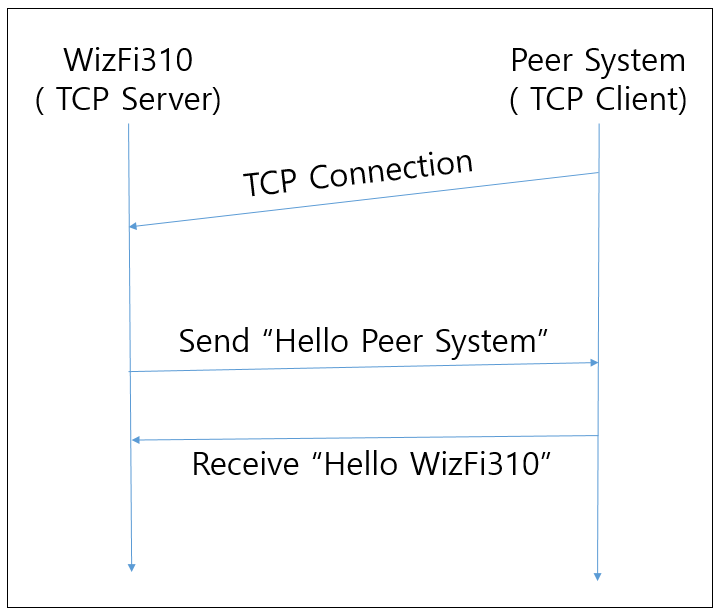 WizFi310
( TCP Server)
Peer System
( TCP Client)
TCP Connection
Send “Hello Peer System”
Receive “Hello WizFi310”